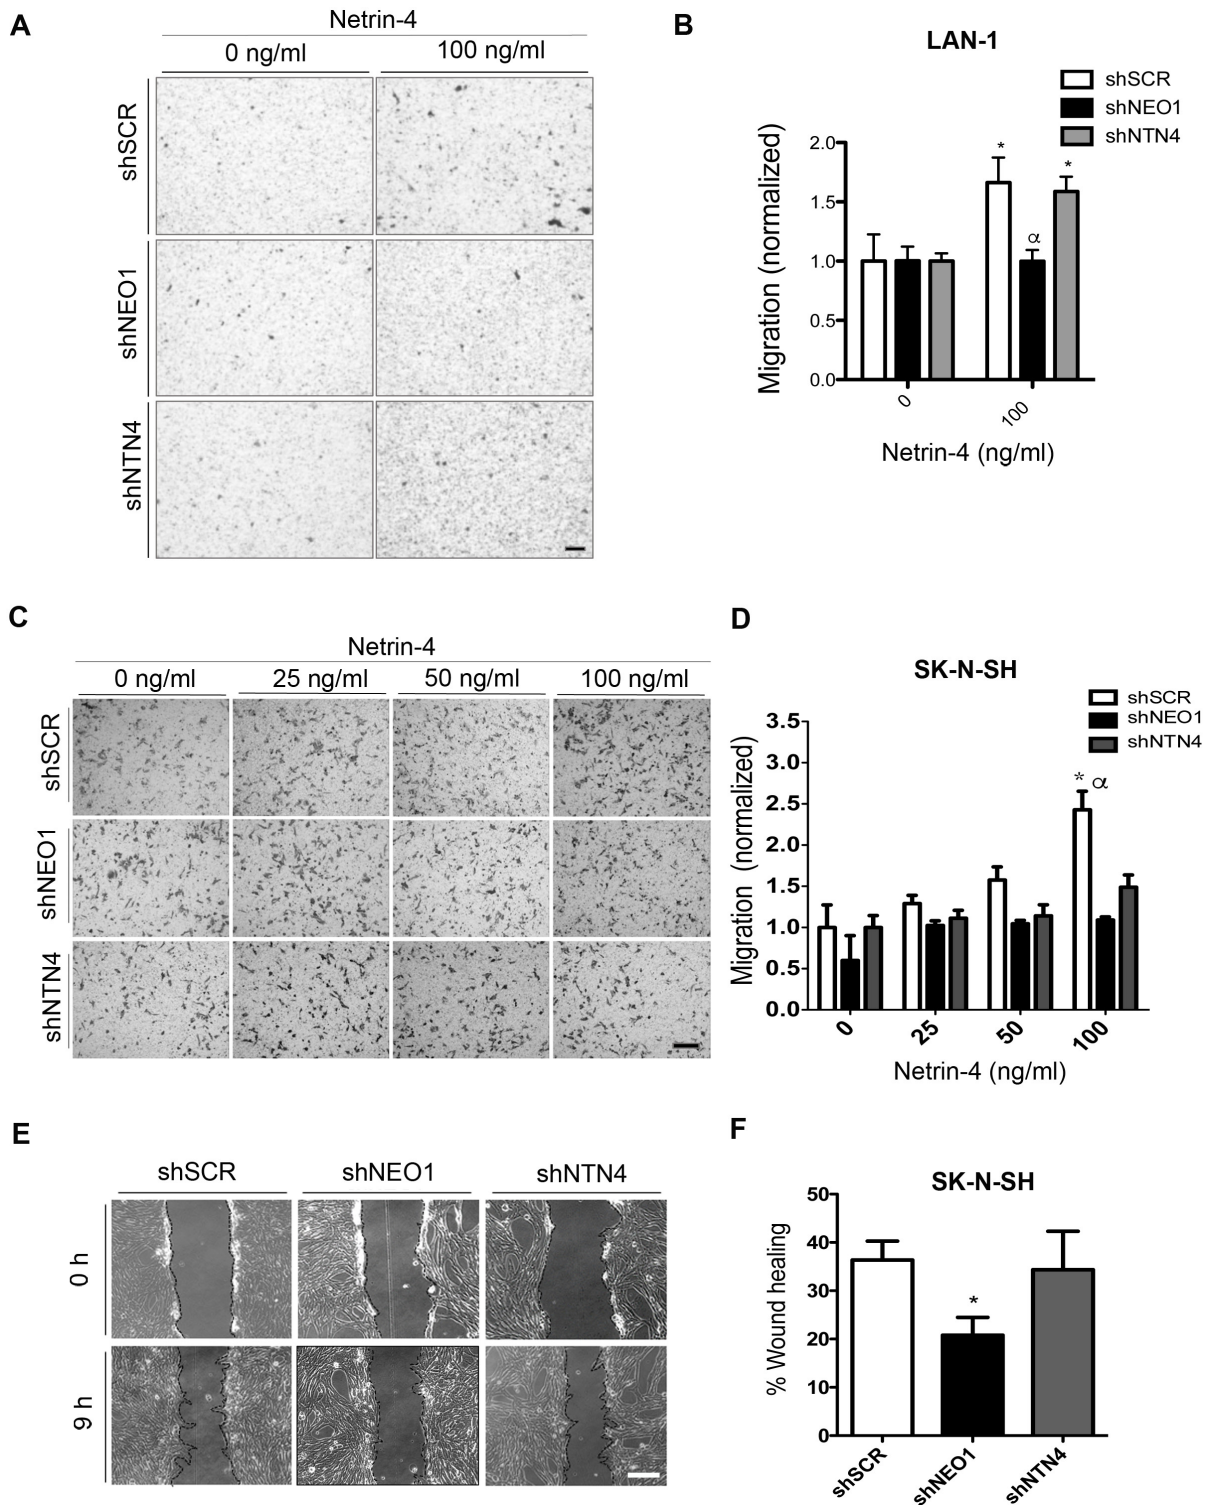 A
Netrin-4
0 ng/ml
100 ng/ml
shSCR
shNEO1
shNTN4
B
LAN-1
shSCR
shNEO1
shNTN4
Migration (normalized)
2.0
1.5
1.0
0.5
0.0
*
α
*
0
100
Netrin-4 (ng/ml)
C
Netrin-4
0 ng/ml
25 ng/ml
50 ng/ml
100 ng/ml
shSCR
shNEO1
shNTN4
D
SK-N-SH
shSCR
shNEO1
shNTN4
Migration (normalized)
3.5
3.0
2.5
2.0
1.5
1.0
0.5
0.0
* α
0
25
50
100
Netrin-4 (ng/ml)
E
shSCR
shNEO1
shNTN4
0 h
9 h
F
SK-N-SH
% Wound healing
50
40
30
20
10
0
*
shSCR
shNEO1
shNTN4